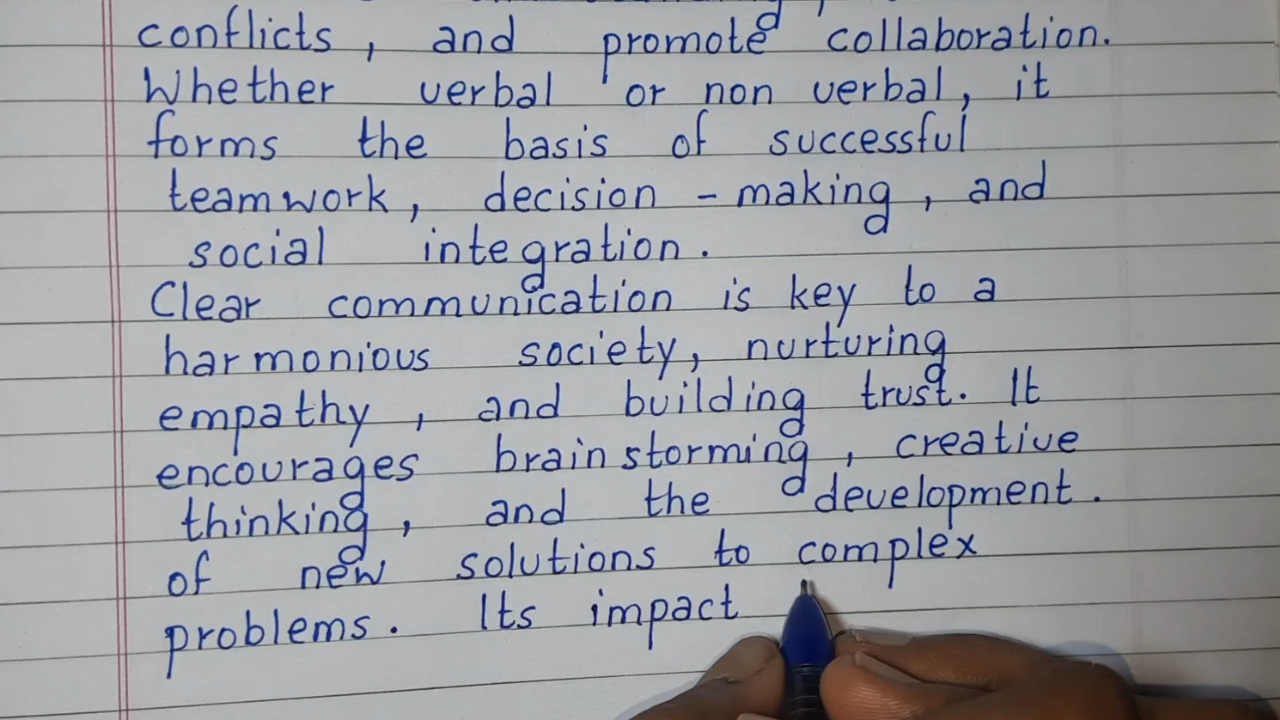 conflicts, and promote collaboration.
Whether verbal or non verbal, it
forms the basis of successful
teamwork, decision - making, and
social integration.
Clear communication is key to a
harmonious society, nurturing
empathy, and building trust. It
encourages brainstorming, creative
thinking, and the development.
of new solutions to complex
problems. Its impact